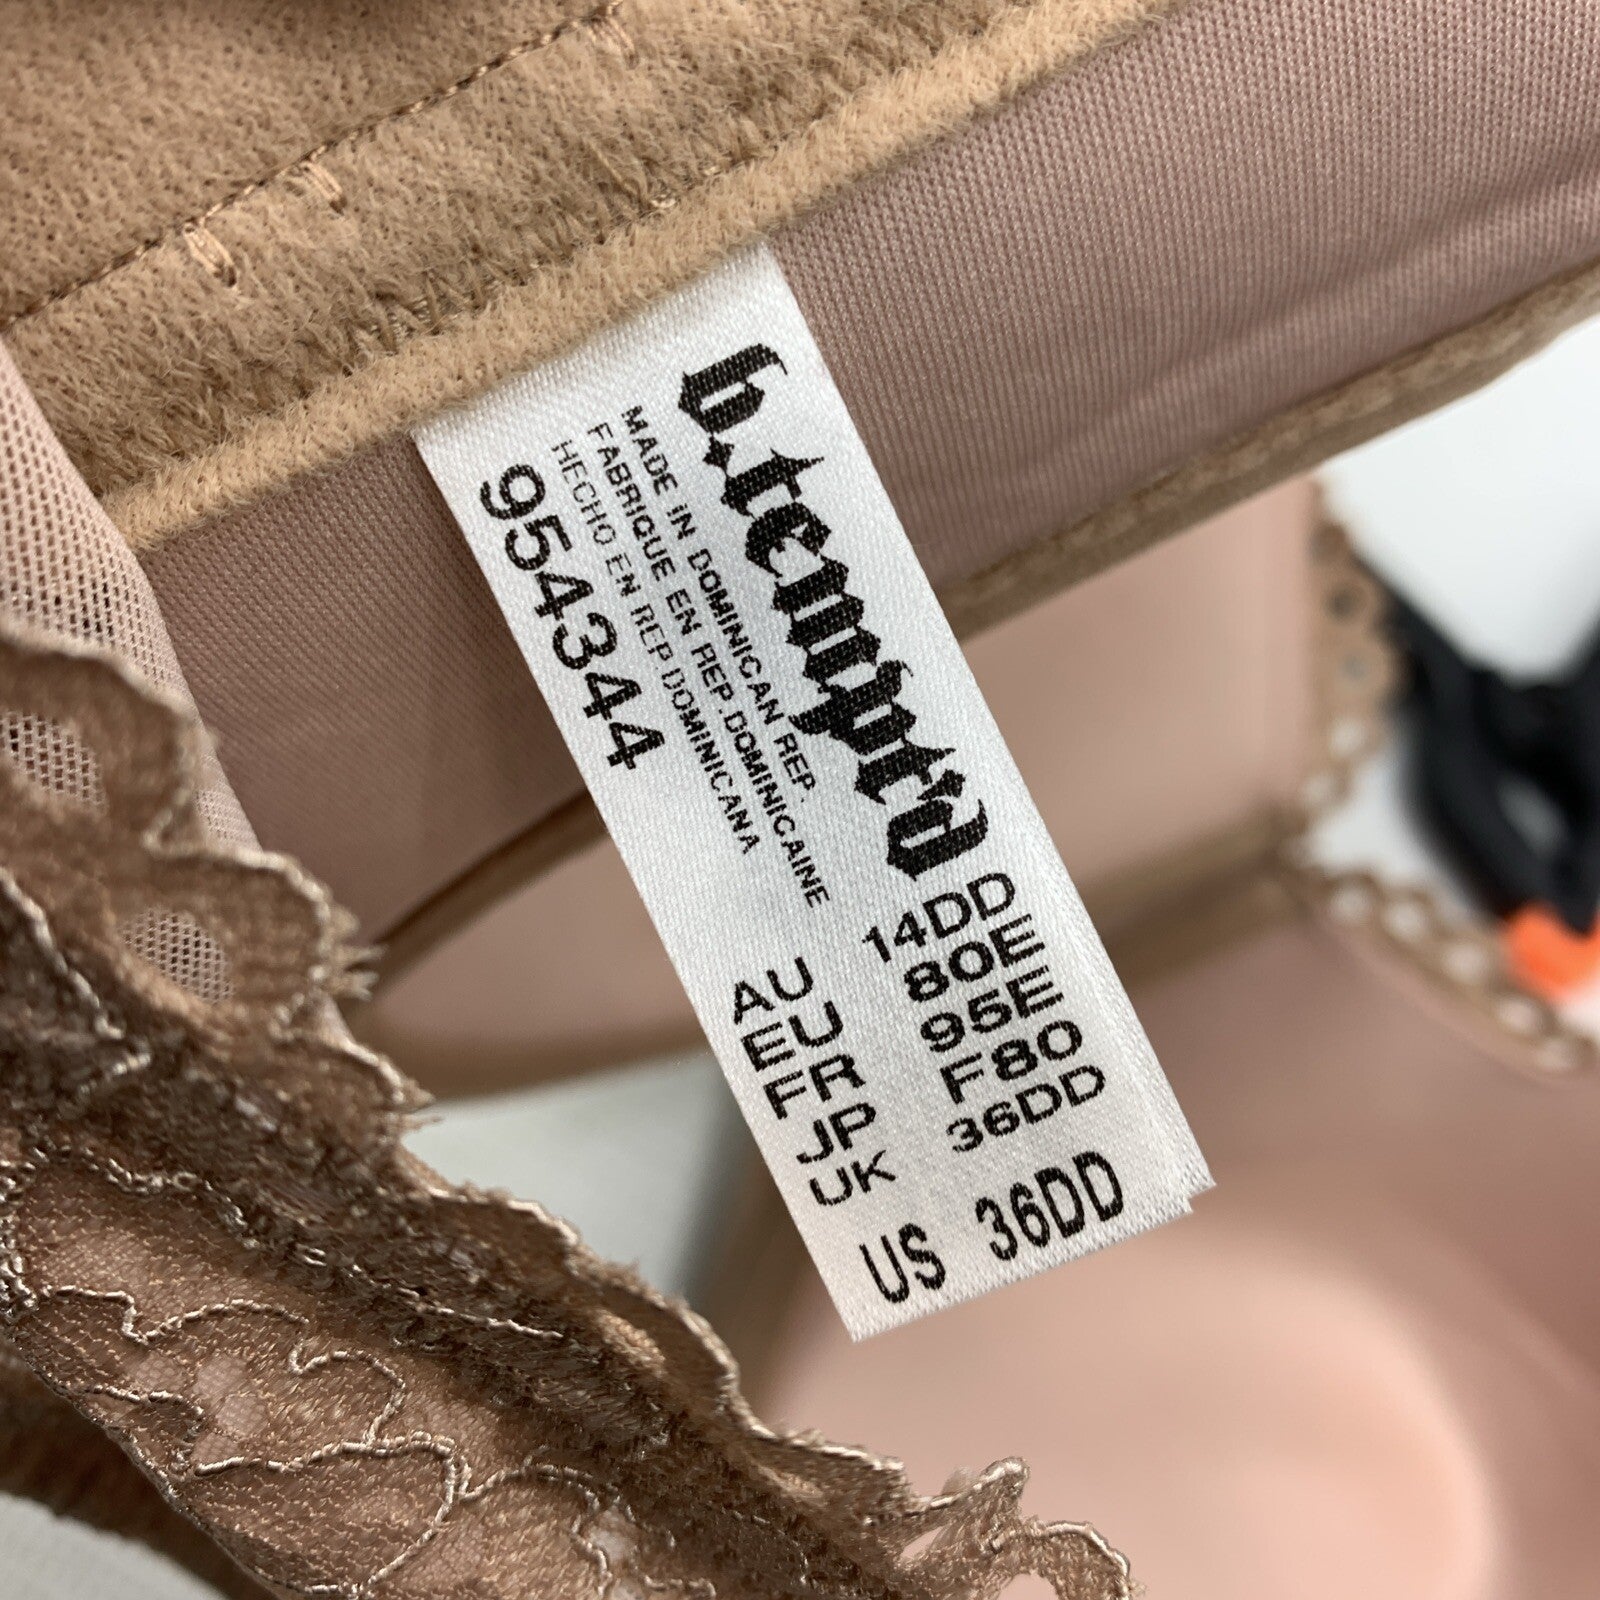 b.tempt'd
MADE IN DOMINICAN REP.
FABRIQUE EN REP.DOMINICAINE
HECHO EN REP.DOMINICANA
954344
AU 14DD
EU 80E
FR 95E
JP F80
UK 36DD
US 36DD